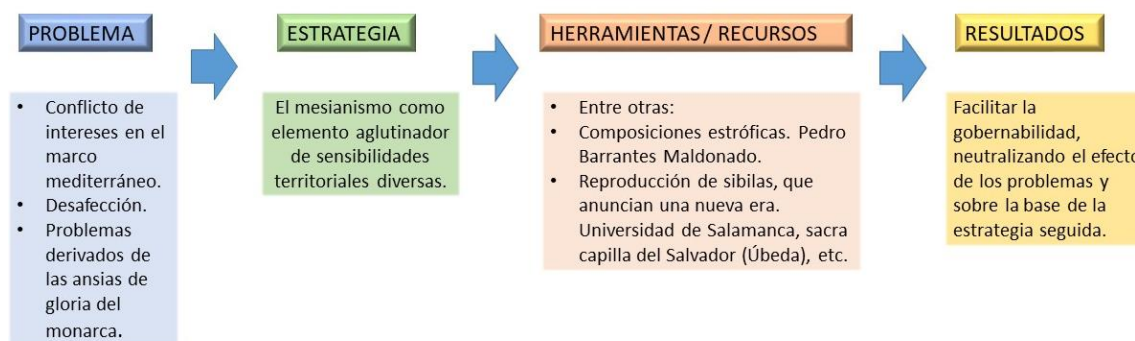 PROBLEMA
• Conflicto de
intereses en el
marco
mediterráneo.
• Desafección.
• Problemas
derivados de
las ansias de
gloria del
monarca.
ESTRATEGIA
El mesianismo como
elemento aglutinador
de sensibilidades
territoriales diversas.
HERRAMIENTAS / RECURSOS
• Entre otras:
• Composiciones estróficas. Pedro
Barrantes Maldonado.
• Reproducción de sibilas, que
anuncian una nueva era.
Universidad de Salamanca, sacra
capilla del Salvador (Úbeda), etc.
RESULTADOS
Facilitar la
gobernabilidad,
neutralizando el efecto
de los problemas y
sobre la base de la
estrategia seguida.